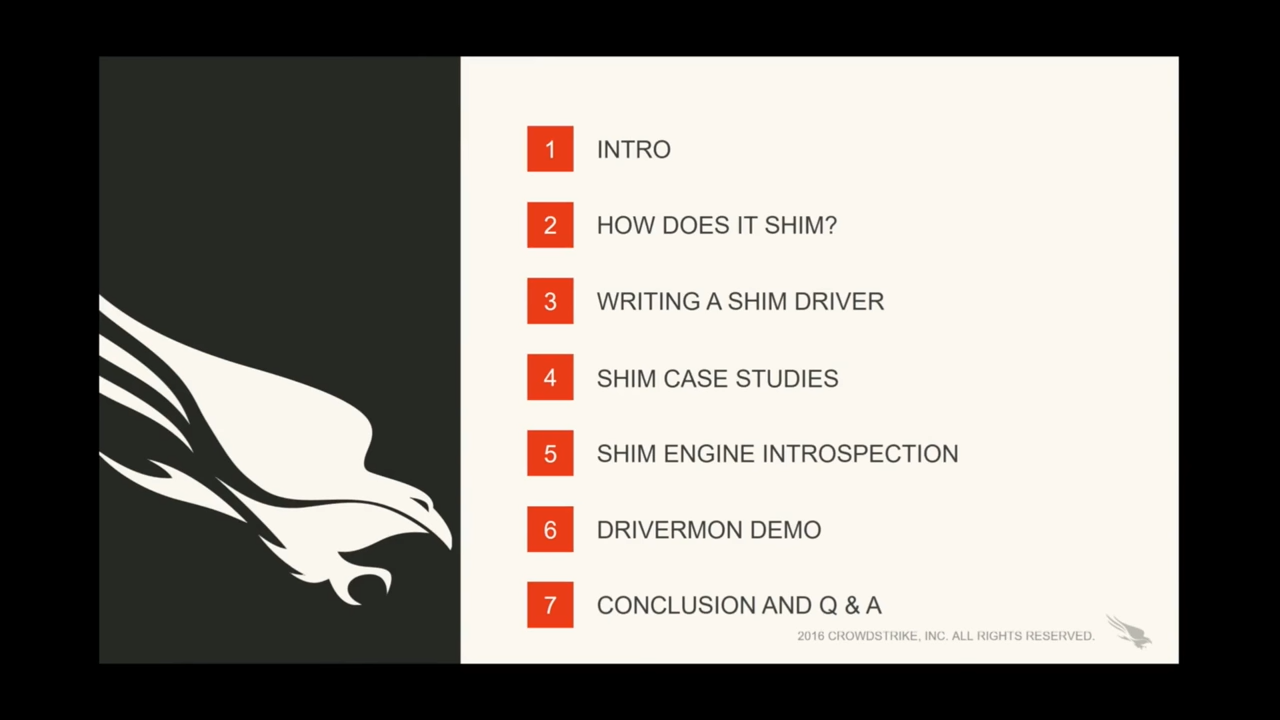 1 INTRO
2 HOW DOES IT SHIM?
3 WRITING A SHIM DRIVER
4 SHIM CASE STUDIES
5 SHIM ENGINE INTROSPECTION
6 DRIVERMON DEMO
7 CONCLUSION AND Q & A
2016 CROWDSTRIKE, INC. ALL RIGHTS RESERVED.